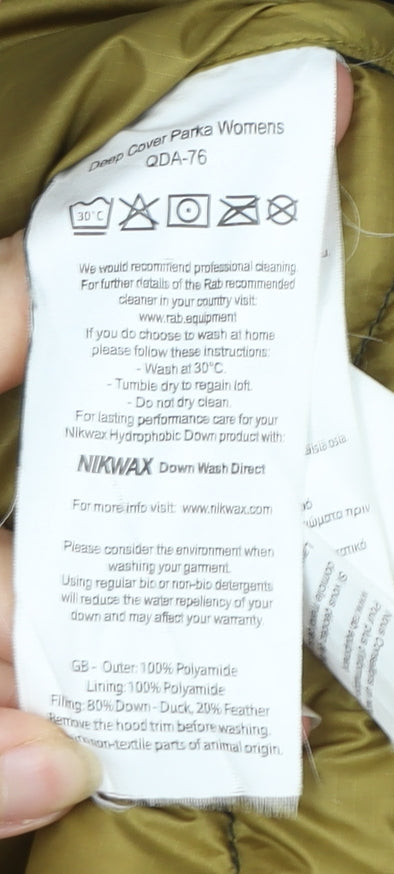 Deep Cover Parka Womens
QDA-76
30°C
We would recommend professional cleaning.
For further details of the Rab recommended
cleaner in your country visit:
www.rab.equipment
If you do choose to wash at home
please follow these instructions:
- Wash at 30°C.
- Tumble dry to regain loft.
- Do not dry clean.
For lasting performance care for your
Nikwax Hydrophobic Down product with:
NIKWAX Down Wash Direct
For more info visit: www.nikwax.com
Please consider the environment when
washing your garment.
Using regular bio or non-bio detergents
will reduce the water repellency of your
down and may affect your warranty.
GB - Outer: 100% Polyamide
Lining: 100% Polyamide
Filling: 80% Down - Duck, 20% Feather
Remove the hood trim before washing.
non-textile parts of animal origin.
πριν